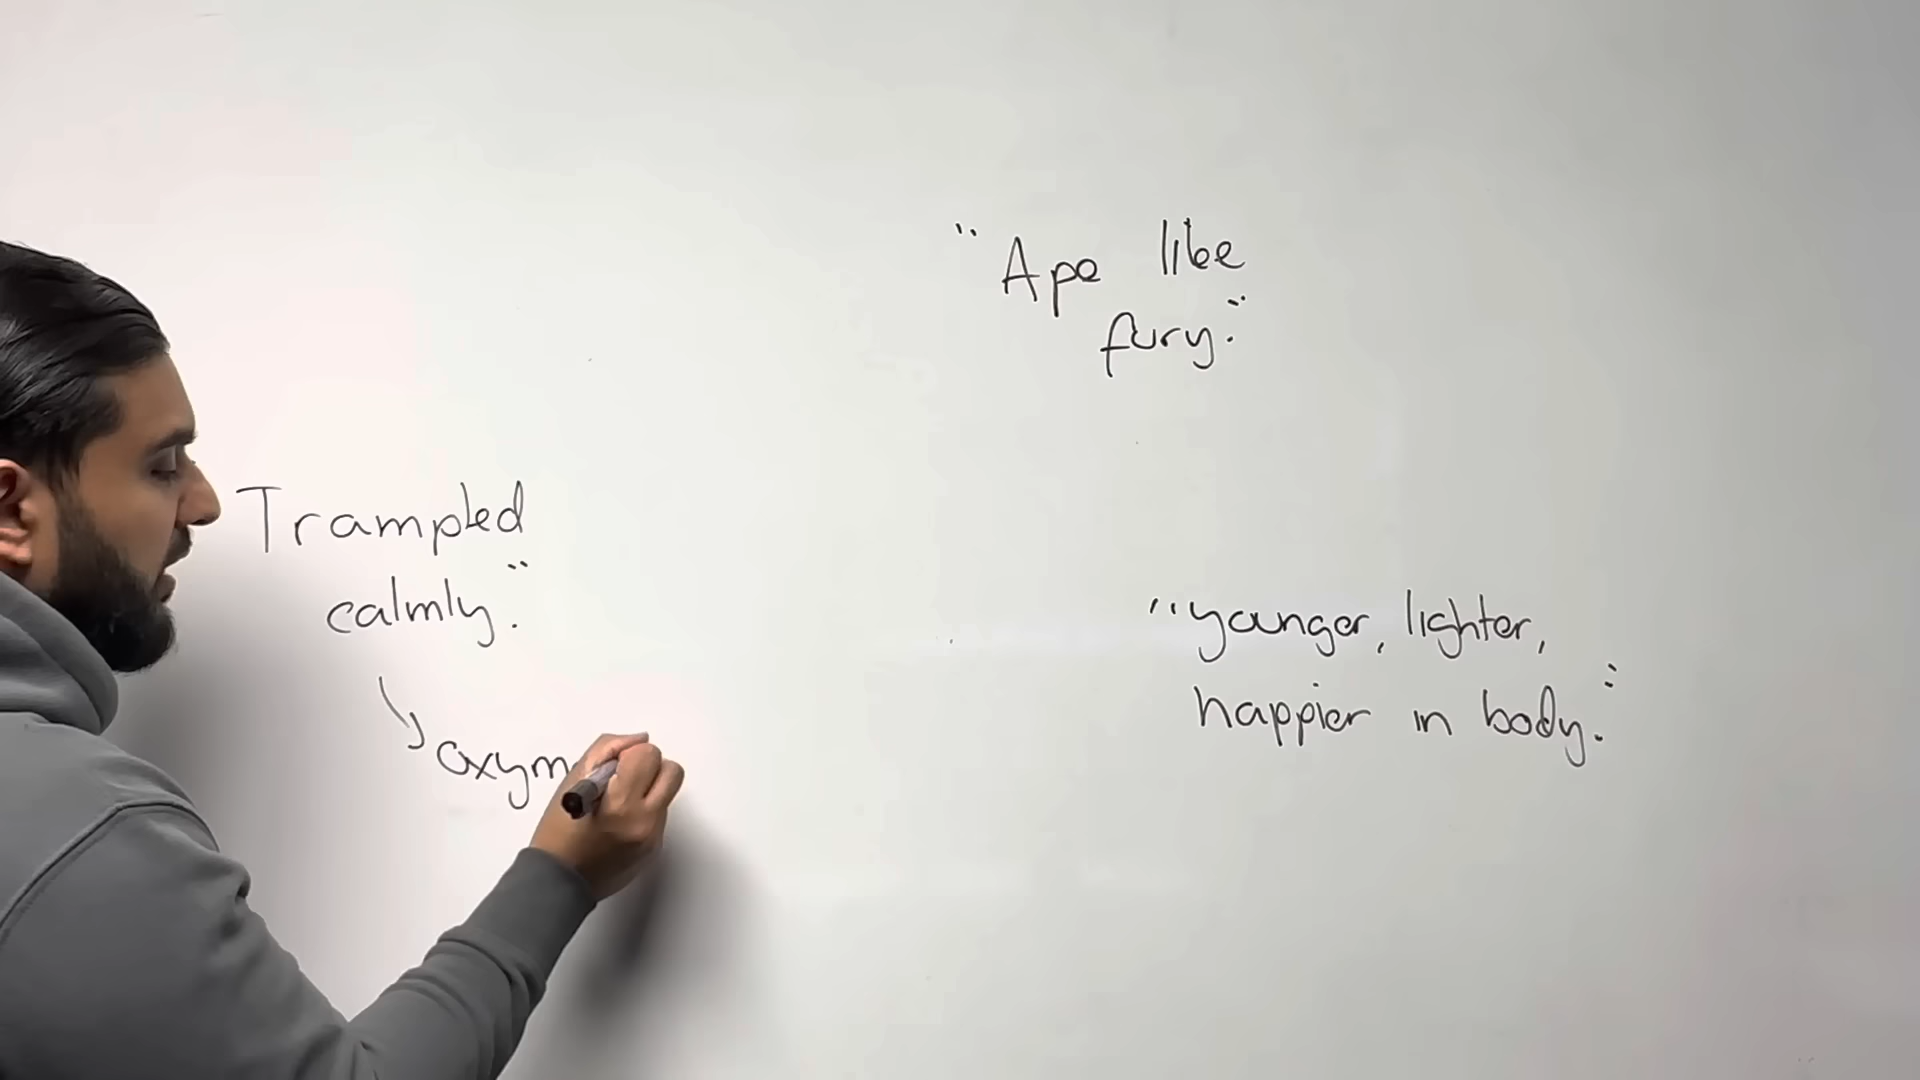 "Ape like
fury."
Trampled
calmly."
oxym
"younger, lighter,
happier in body."